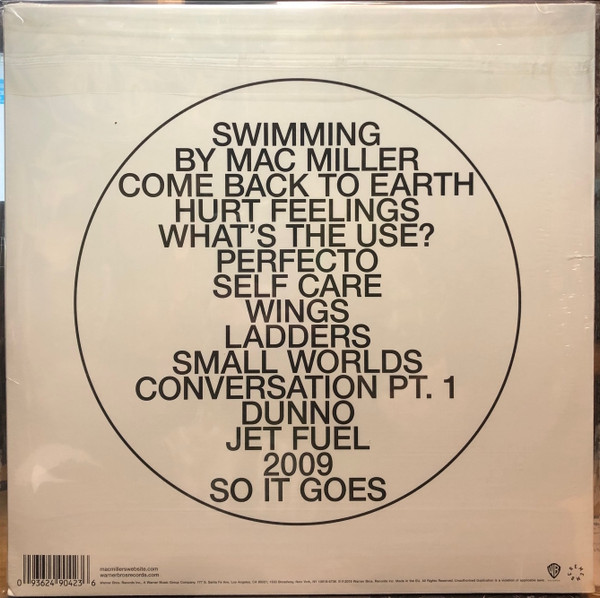 SWIMMING
BY MAC MILLER
COME BACK TO EARTH
HURT FEELINGS
WHAT'S THE USE?
PERFECTO
SELF CARE
WINGS
LADDERS
SMALL WORLDS
CONVERSATION PT. 1
DUNNO
JET FUEL
2009
SO IT GOES
macmillerswebsite.com
warnerbrosrecords.com
0 93624 90423 6